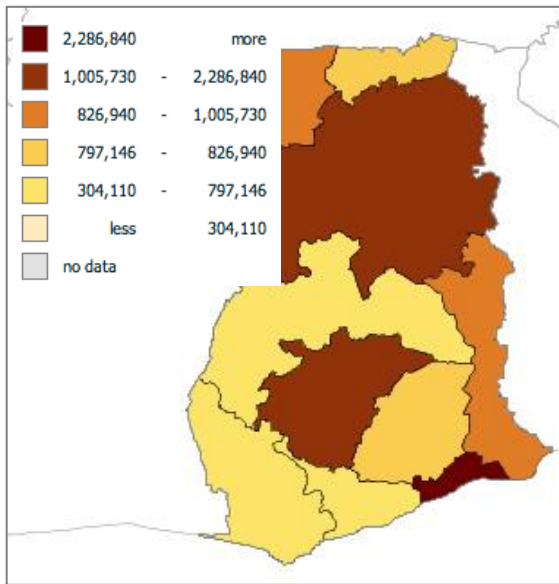 2,286,840 more
1,005,730 - 2,286,840
826,940 - 1,005,730
797,146 - 826,940
304,110 - 797,146
less 304,110
no data